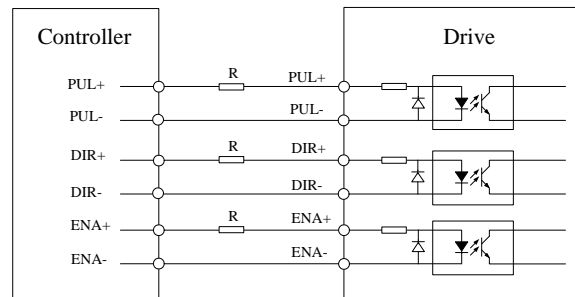 Controller Drive
PUL+ R PUL+
PUL- PUL-
DIR+ R DIR+
DIR- DIR-
ENA+ R ENA+
ENA- ENA-